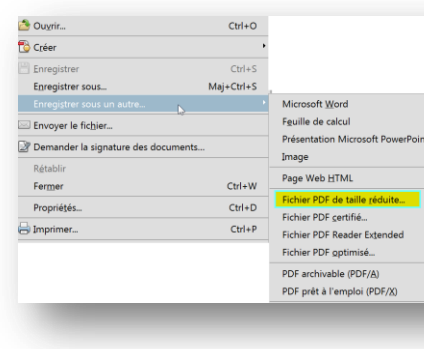 Ouvrir... Ctrl+O
Créer
Enregistrer Ctrl+S
Enregistrer sous... Maj+Ctrl+S
Enregistrer sous un autre...
Envoyer le fichier...
Demander la signature des documents...
Rétablir
Fermer Ctrl+W
Propriétés... Ctrl+D
Imprimer... Ctrl+P
Microsoft Word
Feuille de calcul
Présentation Microsoft PowerPoin
Image
Page Web HTML
Fichier PDF de taille réduite...
Fichier PDF certifié...
Fichier PDF Reader Extended
Fichier PDF optimisé...
PDF archivable (PDF/A)
PDF prêt à l'emploi (PDF/X)